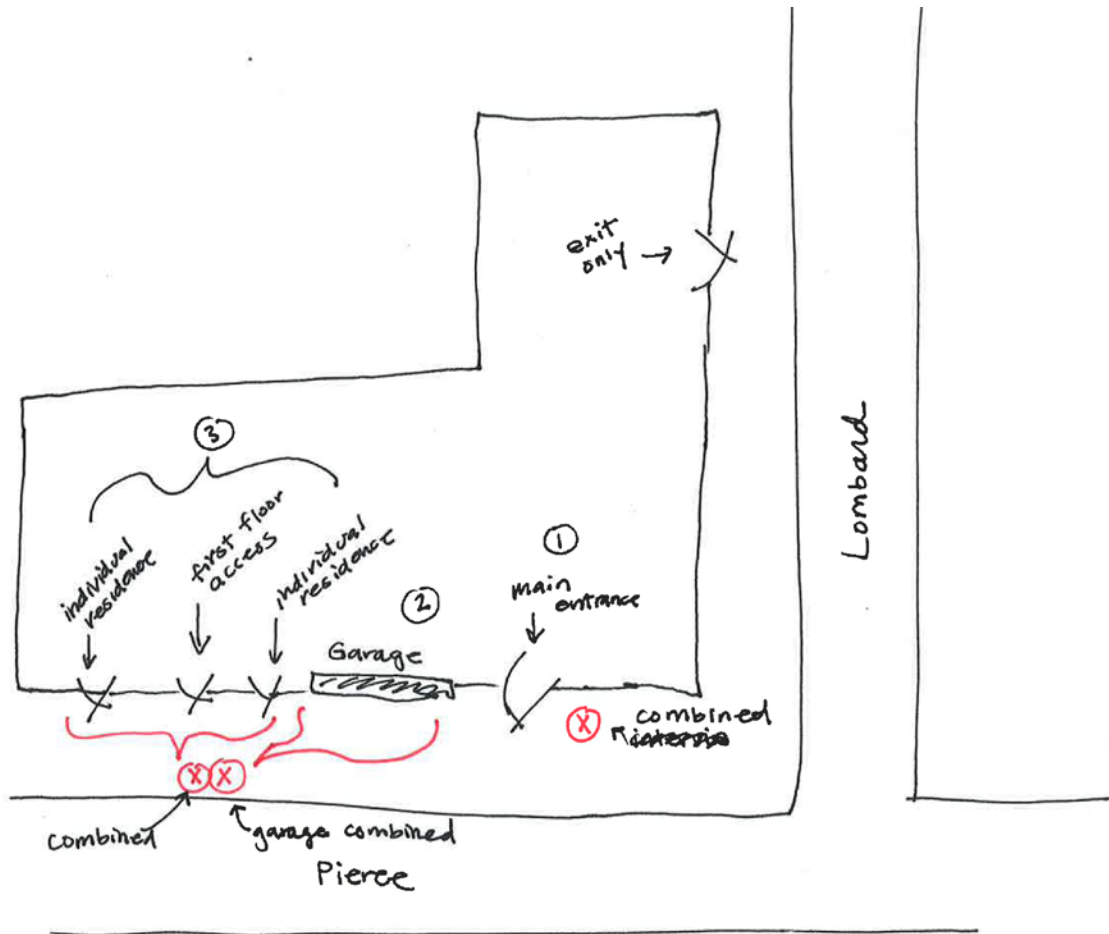 exit
only →
Lombard
③
individual
residence
first floor
access
individual
residence
②
Garage
①
main
entrance
X combined
X X
combined
garage combined
Pierce